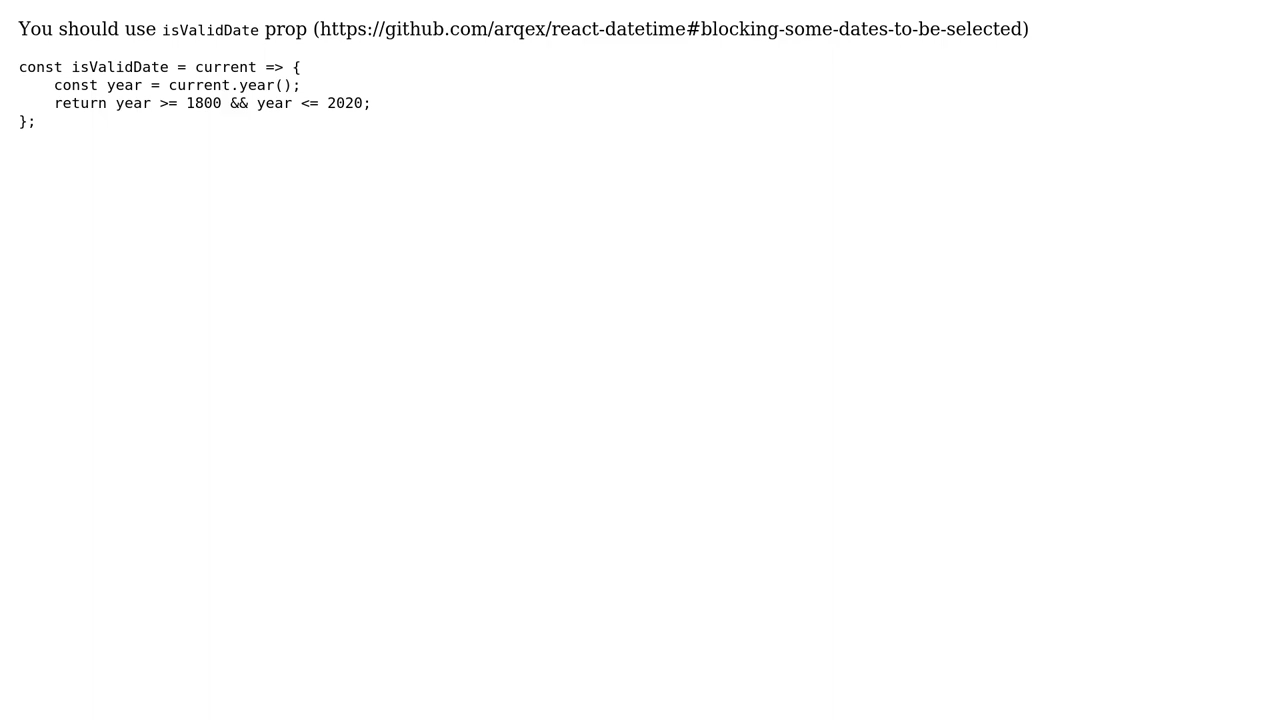 You should use isValidDate prop (https://github.com/arqex/react-datetime#blocking-some-dates-to-be-selected)
const isValidDate = current => {
    const year = current.year();
    return year >= 1800 && year <= 2020;
};